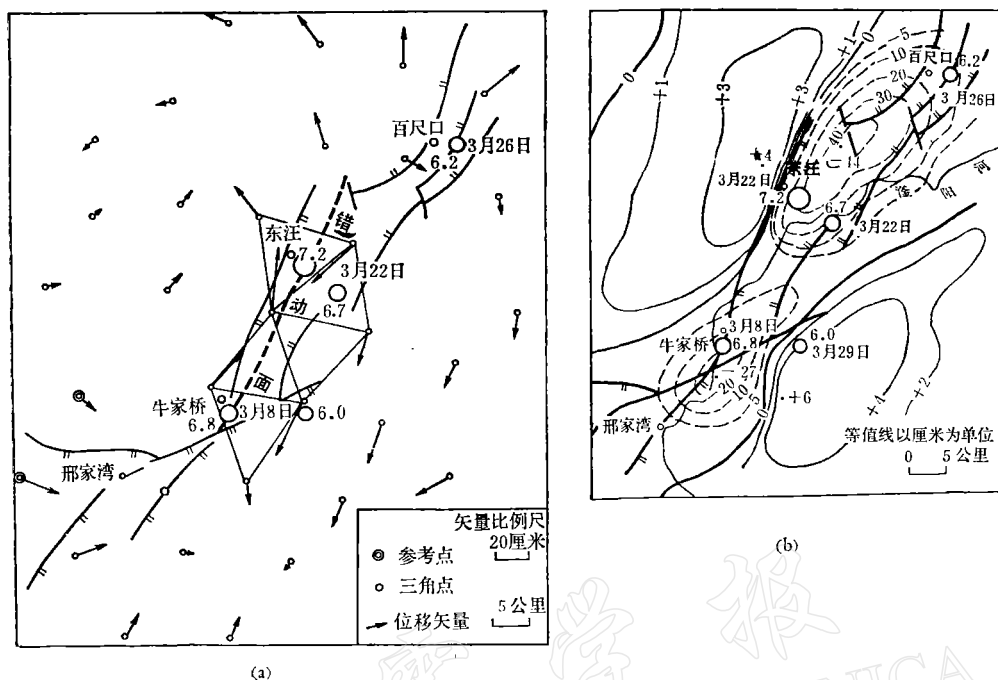 百尺口
6.2
3月26日
东汪
7.2
错
3月22日
6.7
动
面
牛家桥
6.8
3月8日
6.0
邢家湾
矢量比例尺
20厘米
参考点
三角点
位移矢量
5公里
(a)
+1
0
5
10
20
30
40
百尺口
6.2
3月26日
0
+1
+3
+3
3月22日
东汪
7.2
6.7
3月22日
河
3月8日
牛家桥
6.8
6.0
3月29日
27
20
10
5
0
+6
+4
+2
邢家湾
等值线以厘米为单位
0 5公里
(b)
学报
NICA